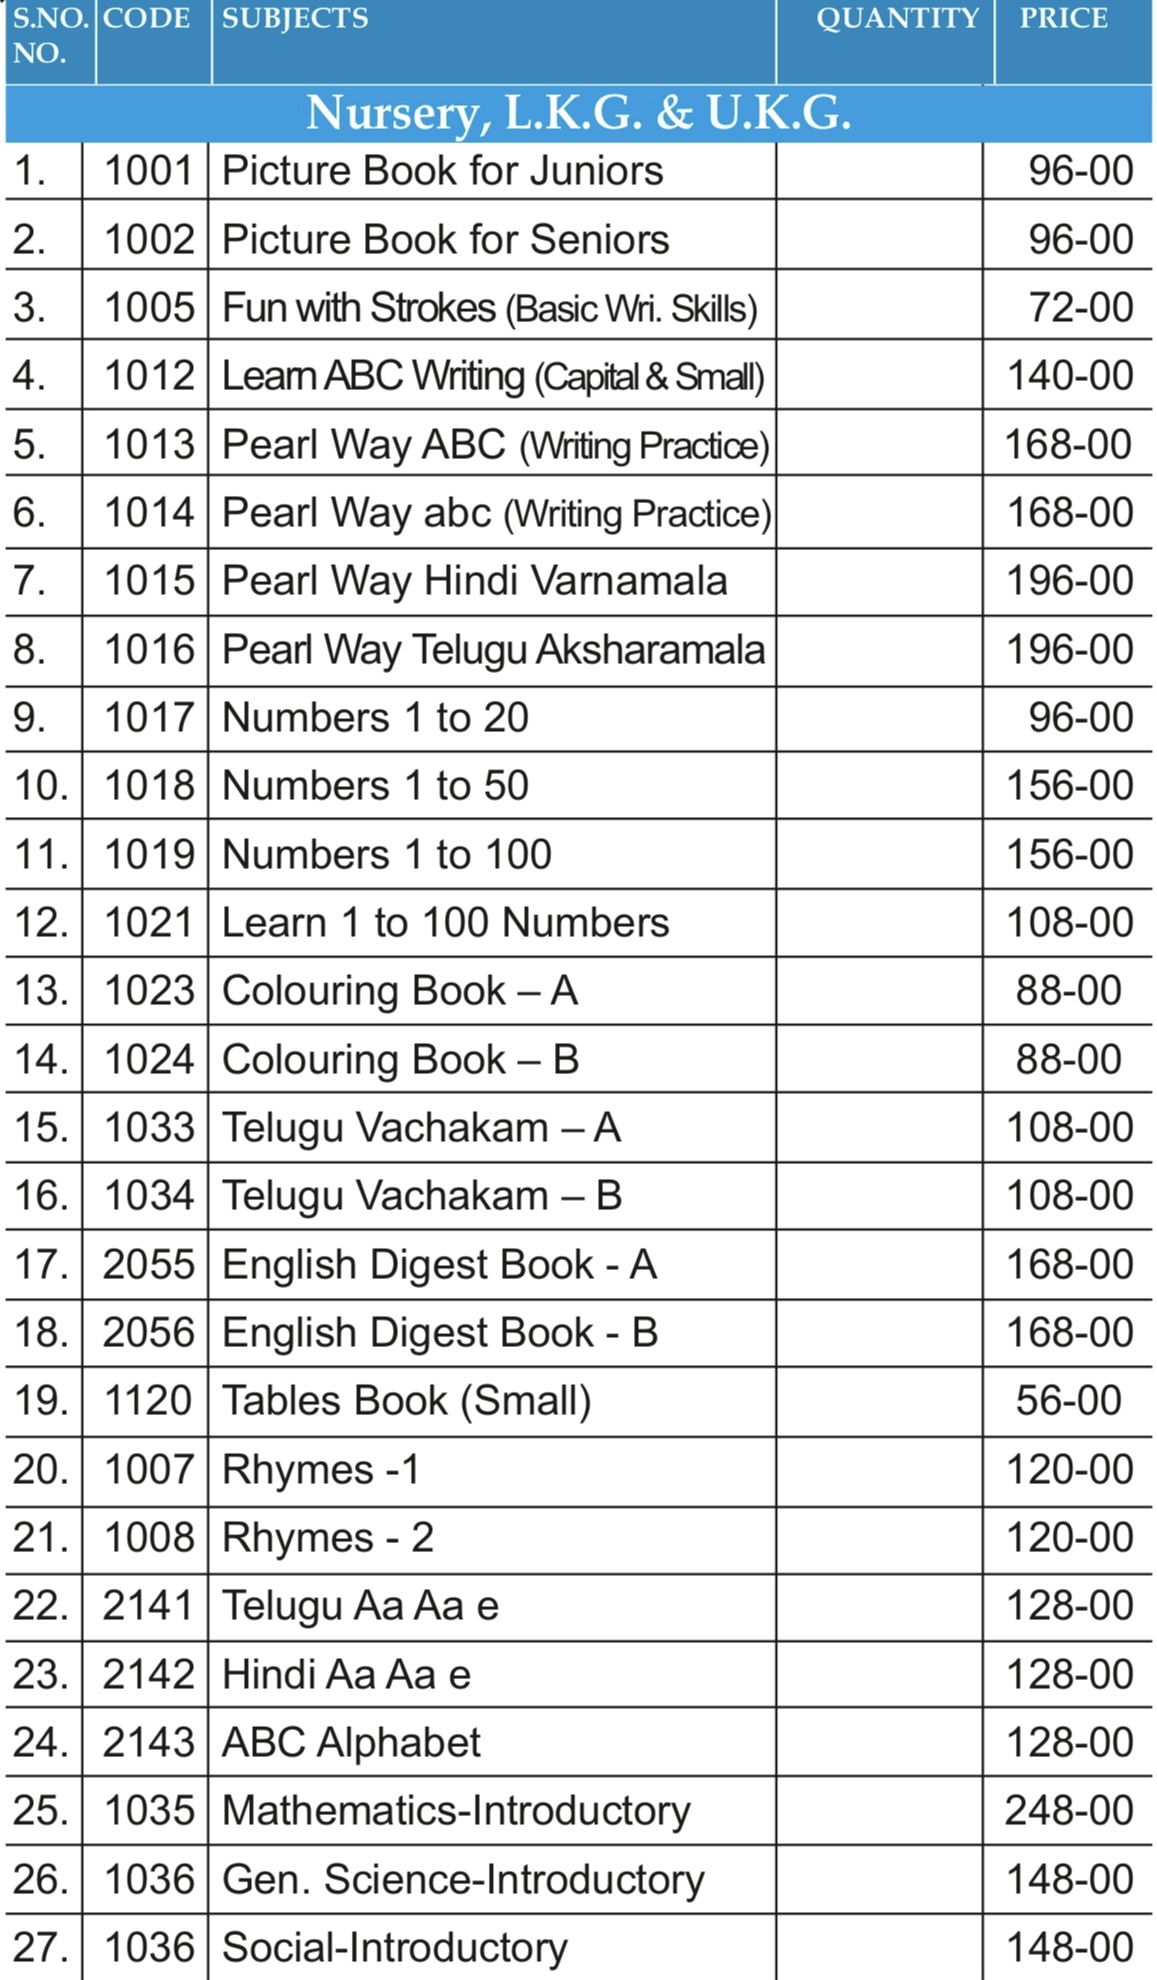 S.NO. CODE SUBJECTS QUANTITY PRICE
NO.
Nursery, L.K.G. & U.K.G.
1. 1001 Picture Book for Juniors 96-00
2. 1002 Picture Book for Seniors 96-00
3. 1005 Fun with Strokes (Basic Wri. Skills) 72-00
4. 1012 Learn ABC Writing (Capital & Small) 140-00
5. 1013 Pearl Way ABC (Writing Practice) 168-00
6. 1014 Pearl Way abc (Writing Practice) 168-00
7. 1015 Pearl Way Hindi Varnamala 196-00
8. 1016 Pearl Way Telugu Aksharamala 196-00
9. 1017 Numbers 1 to 20 96-00
10. 1018 Numbers 1 to 50 156-00
11. 1019 Numbers 1 to 100 156-00
12. 1021 Learn 1 to 100 Numbers 108-00
13. 1023 Colouring Book – A 88-00
14. 1024 Colouring Book – B 88-00
15. 1033 Telugu Vachakam – A 108-00
16. 1034 Telugu Vachakam – B 108-00
17. 2055 English Digest Book - A 168-00
18. 2056 English Digest Book - B 168-00
19. 1120 Tables Book (Small) 56-00
20. 1007 Rhymes -1 120-00
21. 1008 Rhymes - 2 120-00
22. 2141 Telugu Aa Aa e 128-00
23. 2142 Hindi Aa Aa e 128-00
24. 2143 ABC Alphabet 128-00
25. 1035 Mathematics-Introductory 248-00
26. 1036 Gen. Science-Introductory 148-00
27. 1036 Social-Introductory 148-00